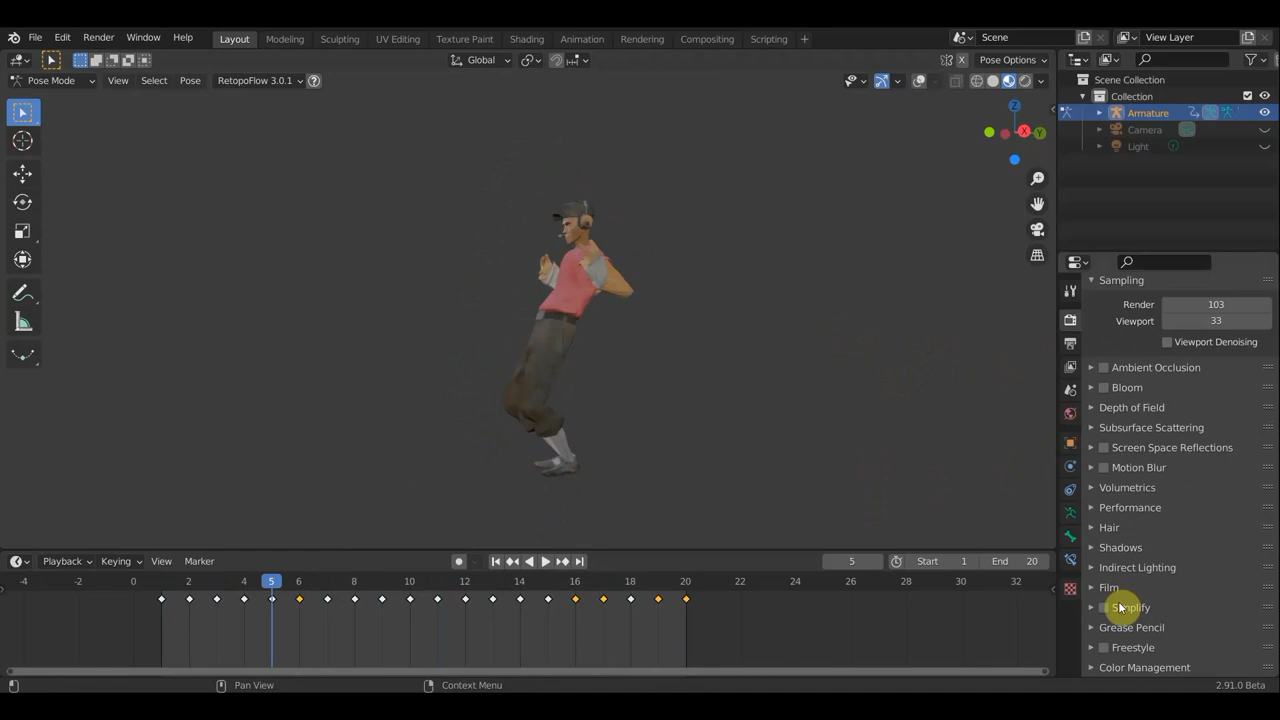 File Edit Render Window Help Layout Modeling Sculpting UV Editing Texture Paint Shading Animation Rendering Compositing Scripting + Scene View Layer
Global Pose Options
Pose Mode View Select Pose RetopoFlow 3.0.1
Scene Collection
Collection
Armature
Camera
Light
Z
X
Y
Sampling
Render 103
Viewport 33
Viewport Denoising
Ambient Occlusion
Bloom
Depth of Field
Subsurface Scattering
Screen Space Reflections
Motion Blur
Volumetrics
Performance
Hair
Shadows
Indirect Lighting
Film
Simplify
Grease Pencil
Freestyle
Color Management
Playback Keying View Marker 5 Start 1 End 20
-4 -2 0 2 4 5 6 8 10 12 14 16 18 20 22 24 26 28 30 32
Pan View Context Menu 2.91.0 Beta